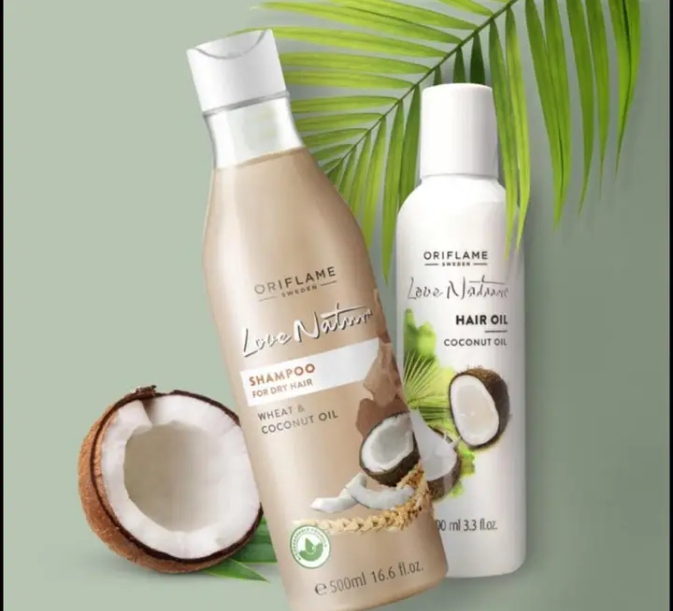 ORIFLAME
SWEDEN
Love Nature
SHAMPOO
FOR DRY HAIR
WHEAT &
COCONUT OIL
e 500ml 16.6 fl.oz.
ORIFLAME
SWEDEN
Love Nature
HAIR OIL
COCONUT OIL
ml 3.3 fl.oz.